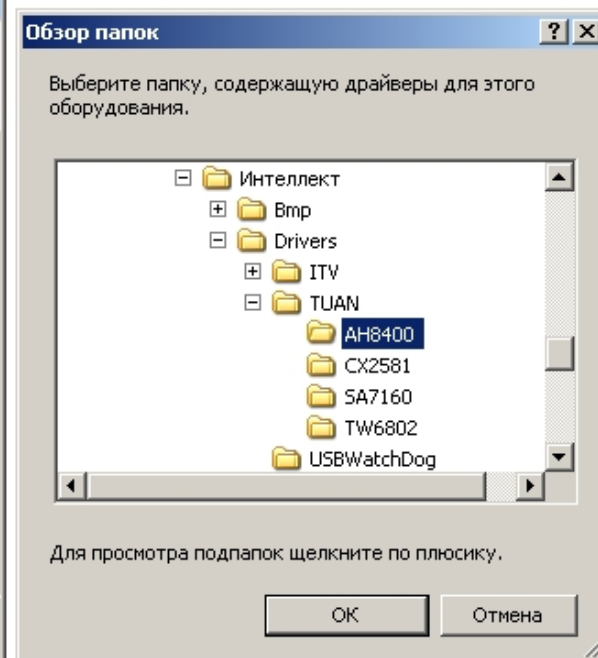 Обзор папок
Выберите папку, содержащую драйверы для этого
оборудования.
Интеллект
Bmp
Drivers
ITV
TUAN
AH8400
CX2581
SA7160
TW6802
USBWatchDog
Для просмотра подпапок щелкните по плюсику.
ОК
Отмена